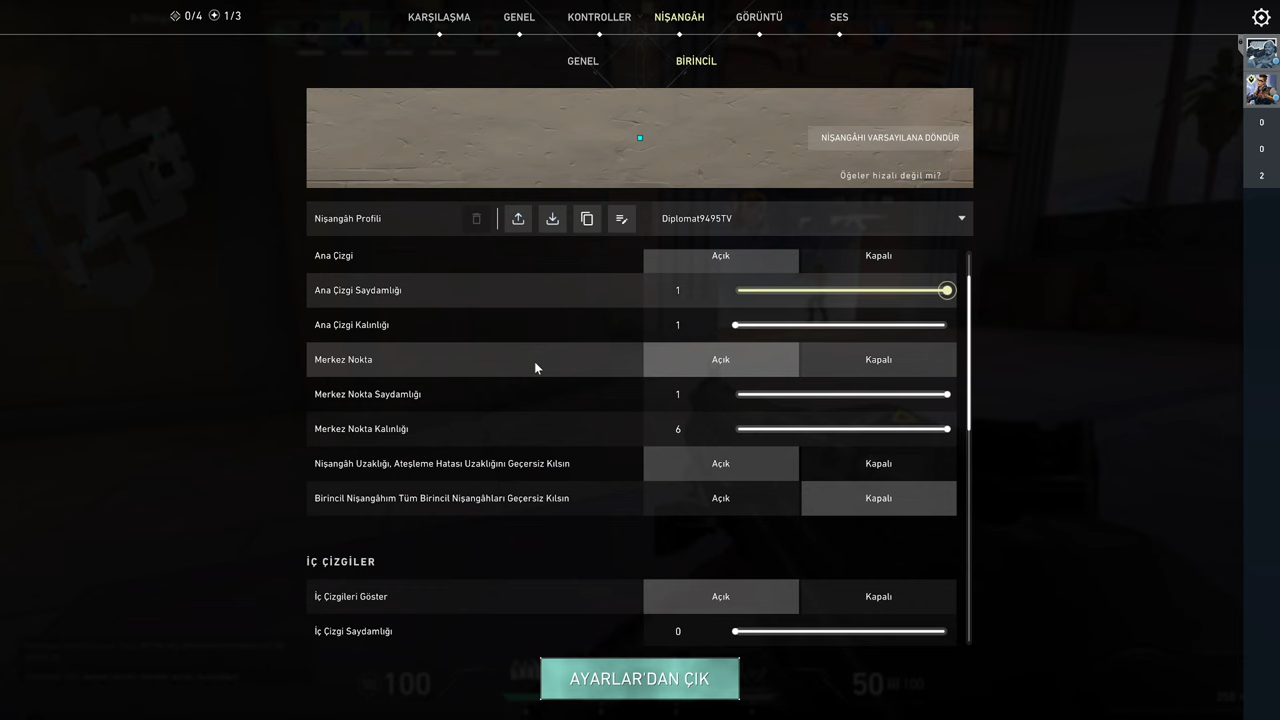 0/4 1/3
KARŞILAŞMA GENEL KONTROLLER NİŞANGÂH GÖRÜNTÜ SES
GENEL BİRİNCİL
NİŞANGÂHI VARSAYILANA DÖNDÜR
Öğeler hizalı değil mi?
Nişangâh Profili Diplomat9495TV
Ana Çizgi Açık Kapalı
Ana Çizgi Saydamlığı 1
Ana Çizgi Kalınlığı 1
Merkez Nokta Açık Kapalı
Merkez Nokta Saydamlığı 1
Merkez Nokta Kalınlığı 6
Nişangâh Uzaklığı, Ateşleme Hatası Uzaklığını Geçersiz Kılsın Açık Kapalı
Birincil Nişangâhım Tüm Birincil Nişangâhları Geçersiz Kılsın Açık Kapalı
İÇ ÇİZGİLER
İç Çizgileri Göster Açık Kapalı
İç Çizgi Saydamlığı 0
AYARLAR'DAN ÇIK
100
50 100
0
0
2